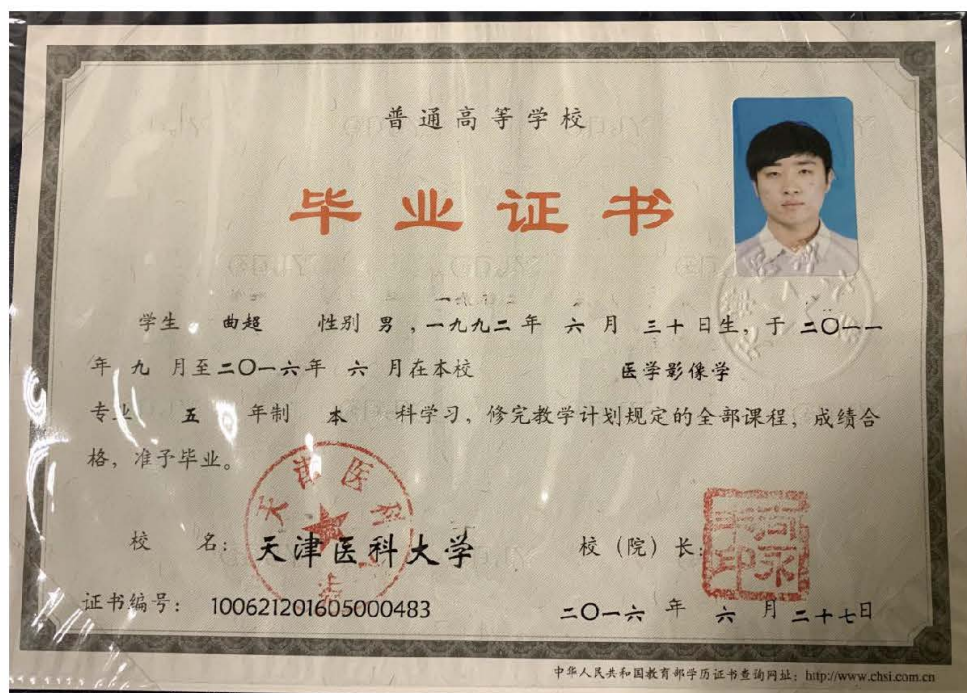 普通高等学校
毕业证书
学生 曲超 性别 男，一九九二年 六 月 三十日生，于 二〇一一
年 九 月至二〇一六年 六 月在本校 医学影像学
专业 五 年制 本 科学习，修完教学计划规定的全部课程，成绩合
格，准予毕业。
天津医科大学
校 名：天津医科大学 校（院）长：
证书编号：100621201605000483 二〇一六 年 六 月 二十七日
中华人民共和国教育部学历证书查询网址：http://www.chsi.com.cn